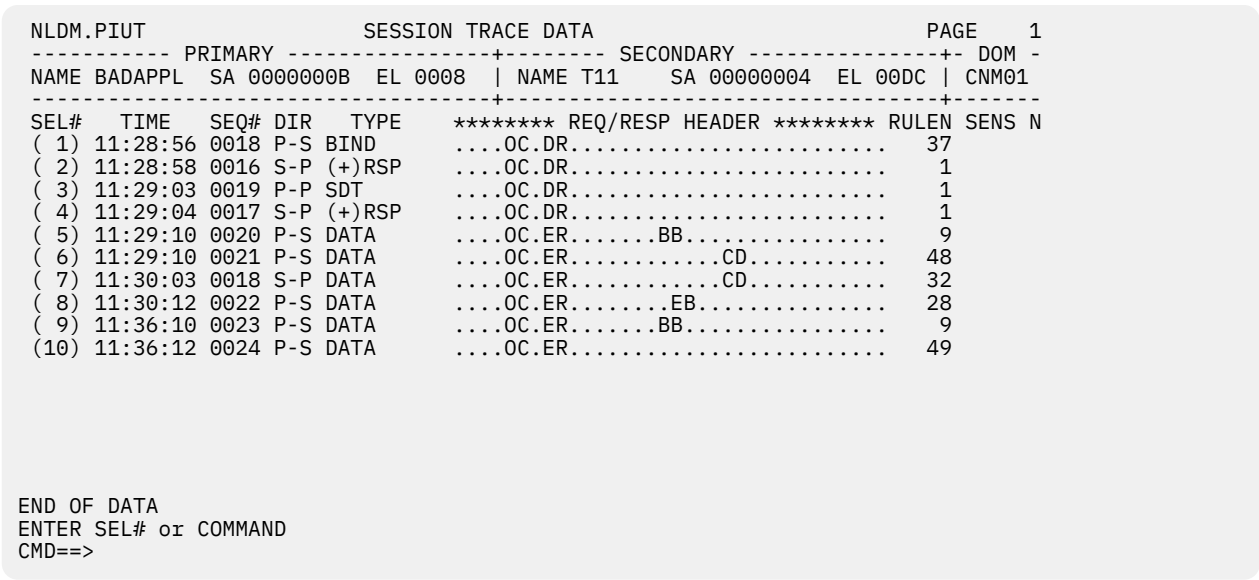 NLDM.PIUT                 SESSION TRACE DATA                          PAGE    1
----------- PRIMARY ----------------+-------- SECONDARY ---------------+- DOM -
NAME BADAPPL  SA 0000000B  EL 0008  | NAME T11    SA 00000004  EL 00DC | CNM01
------------------------------------+----------------------------------+-------
SEL#   TIME   SEQ# DIR   TYPE    ******** REQ/RESP HEADER ******** RULEN SENS N
( 1) 11:28:56 0018 P-S BIND      ....OC.DR.........................   37
( 2) 11:28:58 0016 S-P (+)RSP    ....OC.DR.........................    1
( 3) 11:29:03 0019 P-P SDT       ....OC.DR.........................    1
( 4) 11:29:04 0017 S-P (+)RSP    ....OC.DR.........................    1
( 5) 11:29:10 0020 P-S DATA      ....OC.ER.......BB................    9
( 6) 11:29:10 0021 P-S DATA      ....OC.ER............CD...........   48
( 7) 11:30:03 0018 S-P DATA      ....OC.ER............CD...........   32
( 8) 11:30:12 0022 P-S DATA      ....OC.ER........EB...............   28
( 9) 11:36:10 0023 P-S DATA      ....OC.ER.......BB................    9
(10) 11:36:12 0024 P-S DATA      ....OC.ER.........................   49
END OF DATA
ENTER SEL# or COMMAND
CMD==>